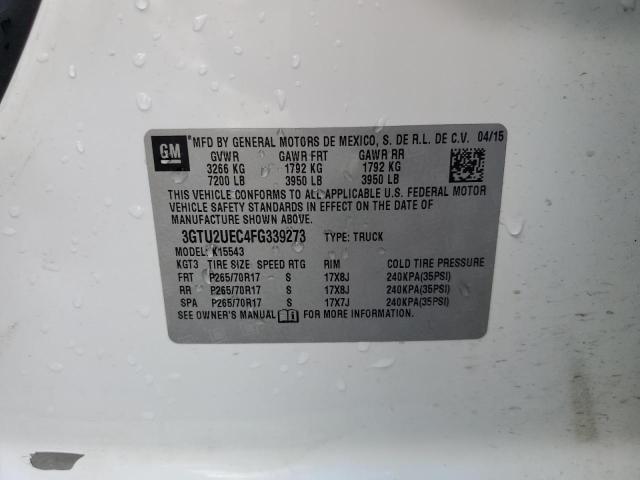 GM
® MFD BY GENERAL MOTORS DE MEXICO, S. DE R.L. DE C.V. 04/15
GVWR GAWR FRT GAWR RR
3266 KG 1792 KG 1792 KG
7200 LB 3950 LB 3950 LB
THIS VEHICLE CONFORMS TO ALL APPLICABLE U.S. FEDERAL MOTOR
VEHICLE SAFETY STANDARDS IN EFFECT ON THE DATE OF
MANUFACTURE SHOWN ABOVE.
3GTU2UEC4FG339273 TYPE: TRUCK
MODEL: K15543
KGT3 TIRE SIZE SPEED RTG RIM COLD TIRE PRESSURE
FRT P265/70R17 S 17X8J 240KPA(35PSI)
RR P265/70R17 S 17X8J 240KPA(35PSI)
SPA P265/70R17 S 17X7J 240KPA(35PSI)
SEE OWNER'S MANUAL FOR MORE INFORMATION.